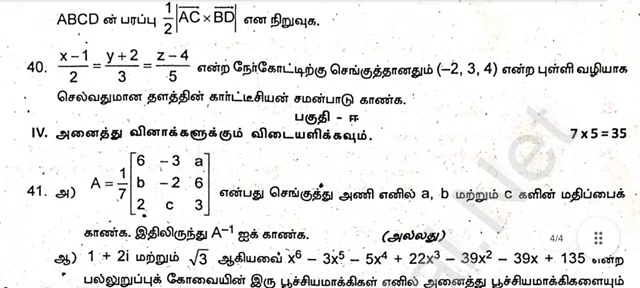 ABCD ன் பரப்பு 1/2 |AC × BD| என நிறுவுக.
40. (x – 1)/2 = (y + 2)/3 = (z – 4)/5 என்ற நேர்கோட்டிற்கு செங்குத்தானதும் (–2, 3, 4) என்ற புள்ளி வழியாக
செல்வதுமான தளத்தின் கார்ட்டீசியன் சமன்பாடு காண்க.
பகுதி - ஈ
IV. அனைத்து வினாக்களுக்கும் விடையளிக்கவும். 7 x 5 = 35
41. அ) A = 1/7 [6 –3 a; b –2 6; 2 c 3] என்பது செங்குத்து அணி எனில் a, b மற்றும் c களின் மதிப்பைக்
காண்க. இதிலிருந்து A⁻¹ ஐக் காண்க. (அல்லது) 4/4
ஆ) 1 + 2i மற்றும் √3 ஆகியவை x⁶ – 3x⁵ – 5x⁴ + 22x³ – 39x² – 39x + 135 என்ற
பல்லுறுப்புக் கோவையின் இரு பூச்சியமாக்கிகள் எனில் அனைத்து பூச்சியமாக்கிகளையும்